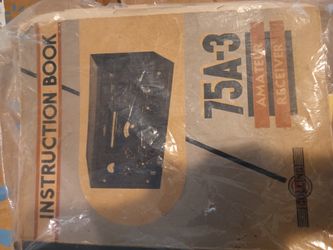 INSTRUCTION BOOK
75A-3
AMATEUR
RECEIVER